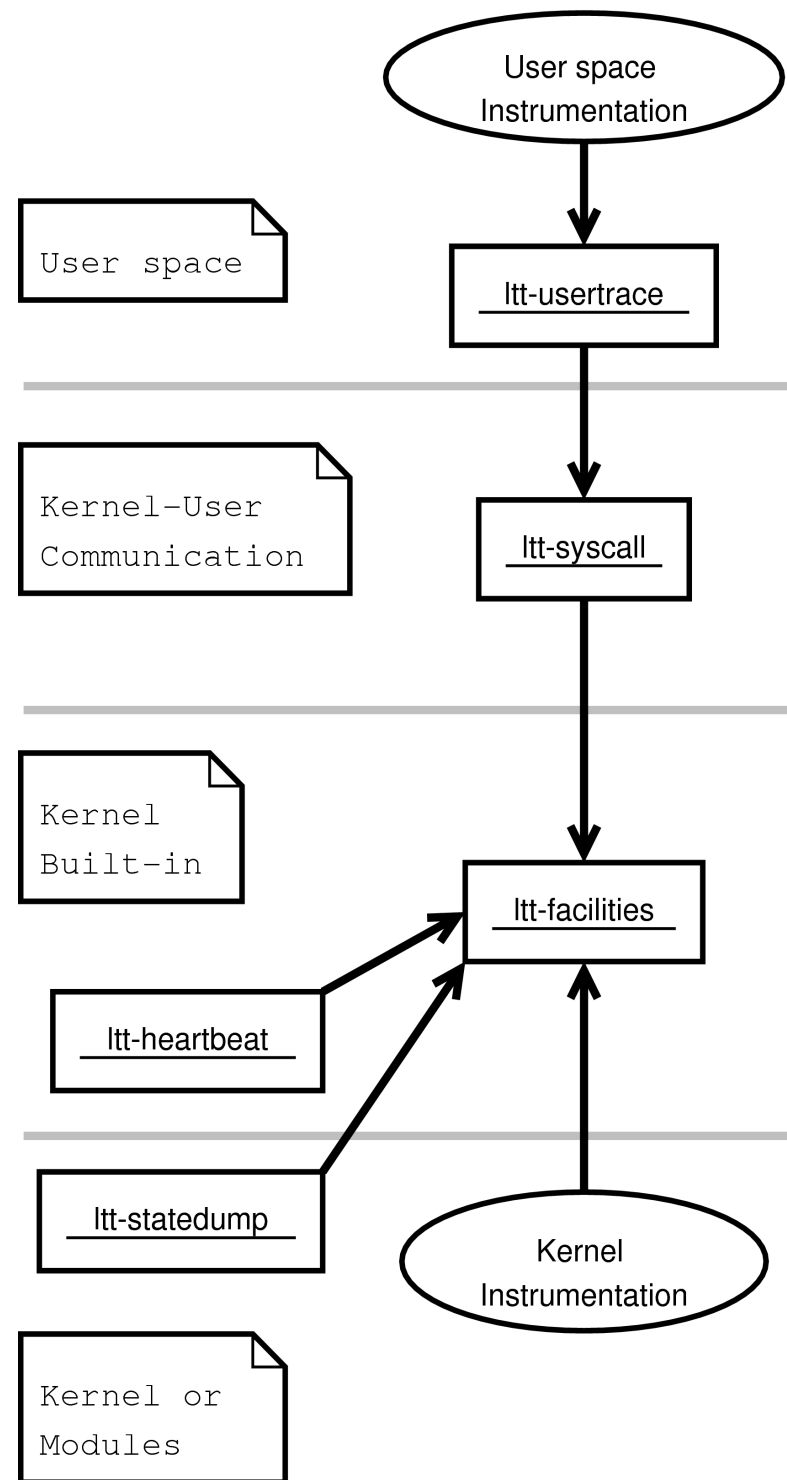 User space
Instrumentation
User space
ltt-usertrace
Kernel-User
Communication
ltt-syscall
Kernel
Built-in
ltt-facilities
ltt-heartbeat
ltt-statedump
Kernel
Instrumentation
Kernel or
Modules